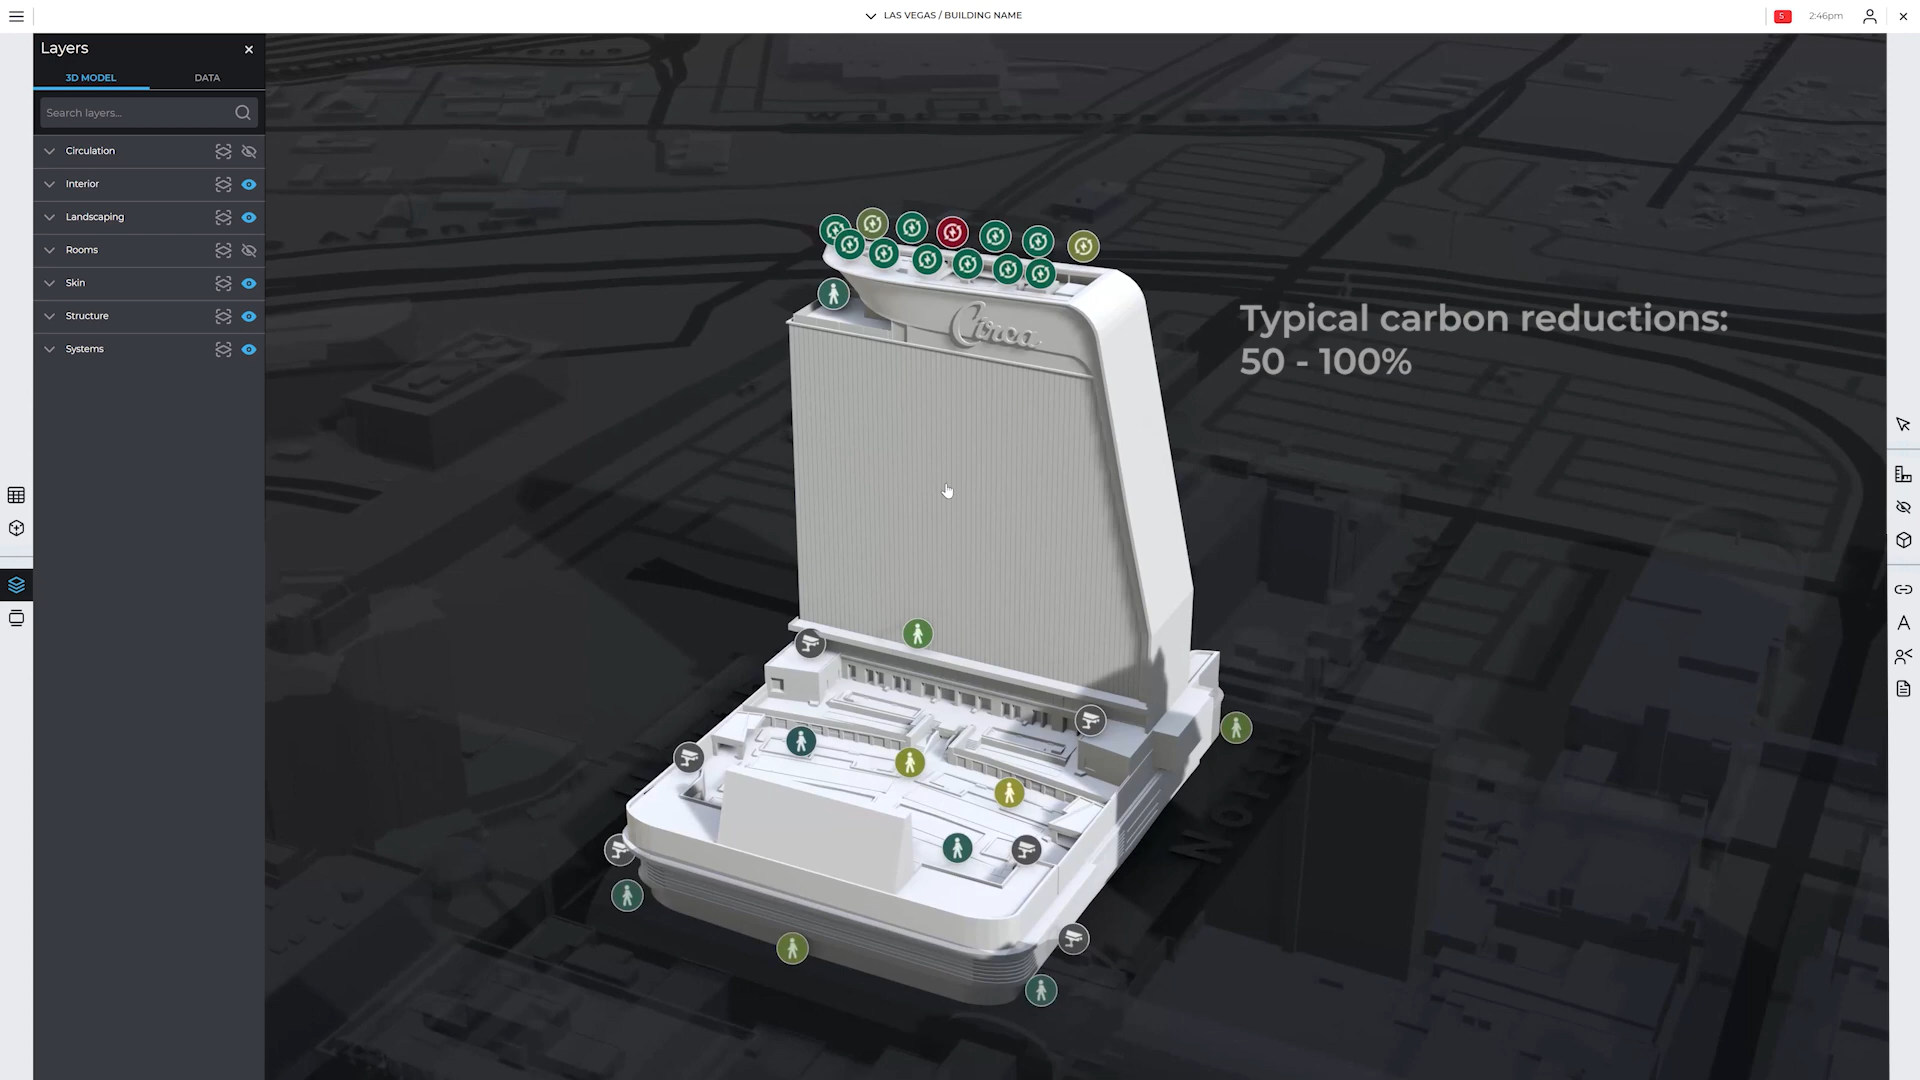 LAS VEGAS / BUILDING NAME
5
2:46pm
Layers
3D MODEL
DATA
Search layers...
Circulation
Interior
Landscaping
Rooms
Skin
Structure
Systems
Circa
Typical carbon reductions:
50 - 100%
A